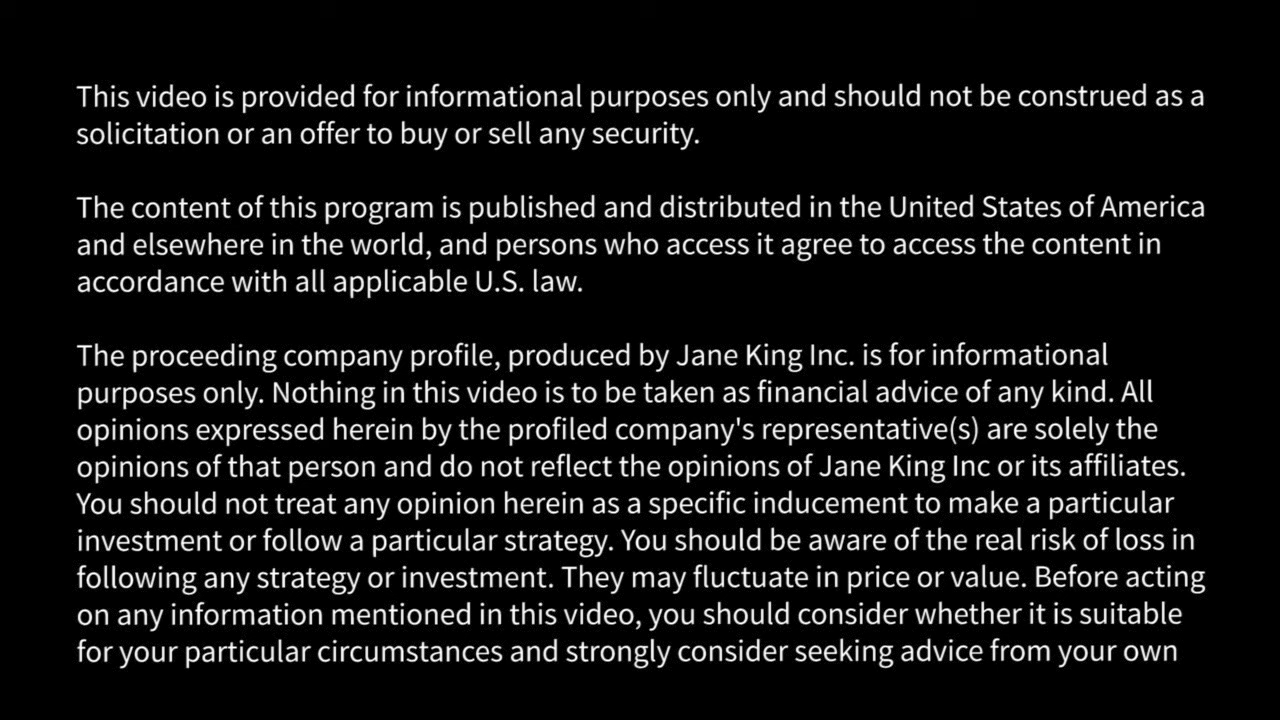 This video is provided for informational purposes only and should not be construed as a
solicitation or an offer to buy or sell any security.
The content of this program is published and distributed in the United States of America
and elsewhere in the world, and persons who access it agree to access the content in
accordance with all applicable U.S. law.
The proceeding company profile, produced by Jane King Inc. is for informational
purposes only. Nothing in this video is to be taken as financial advice of any kind. All
opinions expressed herein by the profiled company's representative(s) are solely the
opinions of that person and do not reflect the opinions of Jane King Inc or its affiliates.
You should not treat any opinion herein as a specific inducement to make a particular
investment or follow a particular strategy. You should be aware of the real risk of loss in
following any strategy or investment. They may fluctuate in price or value. Before acting
on any information mentioned in this video, you should consider whether it is suitable
for your particular circumstances and strongly consider seeking advice from your own